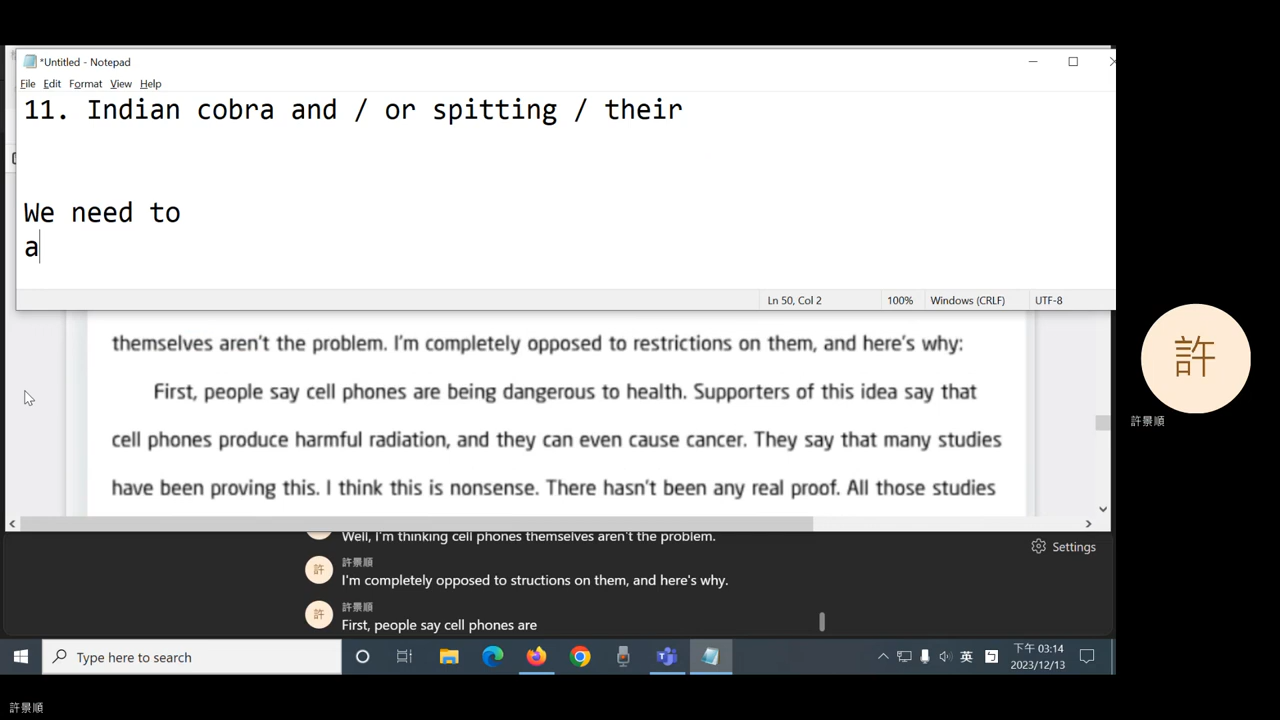 *Untitled - Notepad
File Edit Format View Help
11. Indian cobra and / or spitting / their
We need to
a
Ln 50, Col 2 100% Windows (CRLF) UTF-8
themselves aren't the problem. I'm completely opposed to restrictions on them, and here's why:
First, people say cell phones are being dangerous to health. Supporters of this idea say that
cell phones produce harmful radiation, and they can even cause cancer. They say that many studies
have been proving this. I think this is nonsense. There hasn't been any real proof. All those studies
許
許景順
許
Well, I'm thinking cell phones themselves aren't the problem.
Settings
許景順
許
I'm completely opposed to structions on them, and here's why.
許景順
許
First, people say cell phones are
Type here to search
英
下午 03:14
2023/12/13
許景順